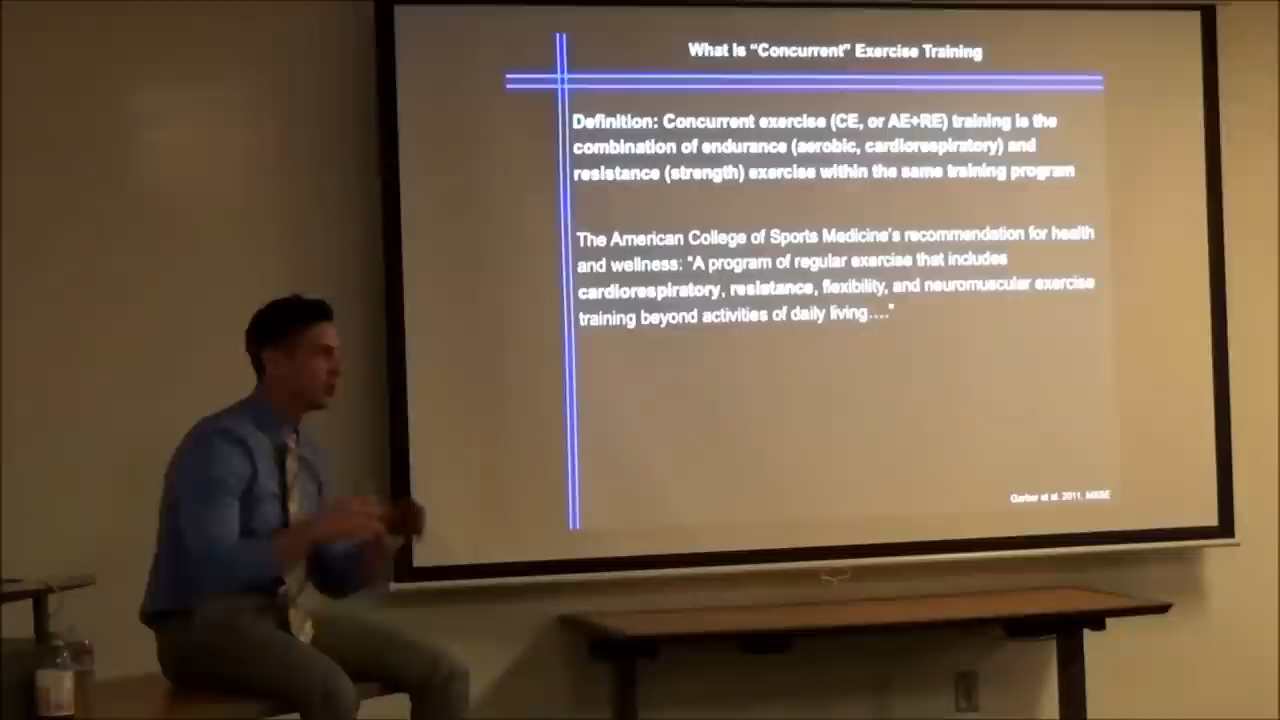 What Is “Concurrent” Exercise Training
Definition: Concurrent exercise (CE, or AE+RE) training is the
combination of endurance (aerobic, cardiorespiratory) and
resistance (strength) exercise within the same training program
The American College of Sports Medicine's recommendation for health
and wellness: “A program of regular exercise that includes
cardiorespiratory, resistance, flexibility, and neuromuscular exercise
training beyond activities of daily living....”
Garber et al. 2011, MSSE